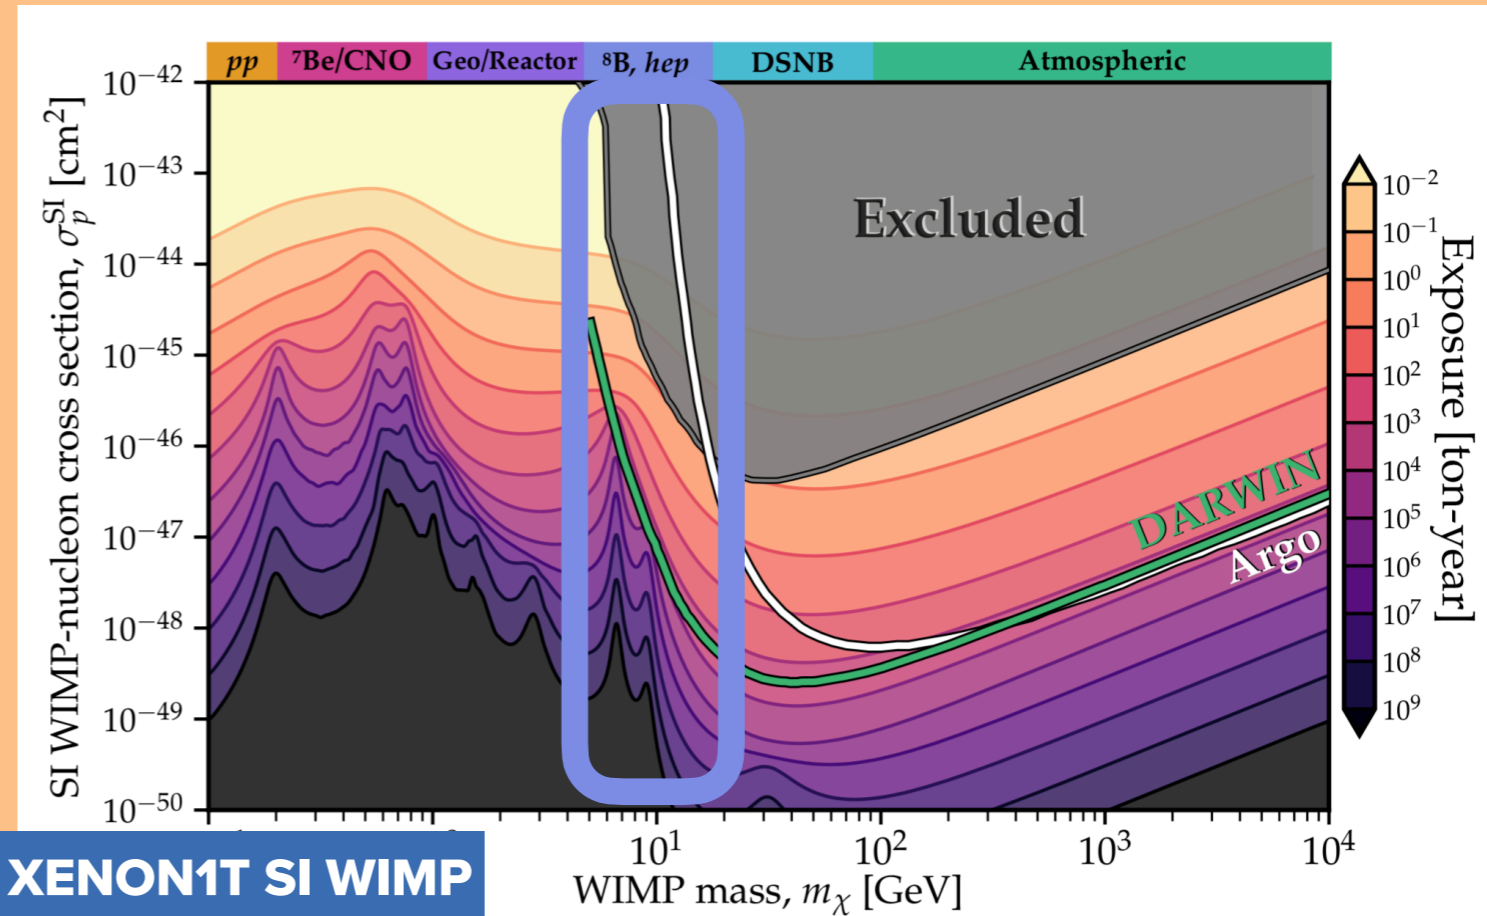 pp ⁷Be/CNO Geo/Reactor ⁸B, hep DSNB Atmospheric
10⁻⁴²
10⁻⁴³
10⁻⁴⁴
10⁻⁴⁵
10⁻⁴⁶
10⁻⁴⁷
10⁻⁴⁸
10⁻⁴⁹
10⁻⁵⁰
SI WIMP-nucleon cross section, σₚˢᴵ [cm²]
Excluded
DARWIN
Argo
10⁻²
10⁻¹
10⁰
10¹
10²
10³
10⁴
10⁵
10⁶
10⁷
10⁸
10⁹
Exposure [ton-year]
10¹ 10² 10³ 10⁴
WIMP mass, mᵪ [GeV]
XENON1T SI WIMP